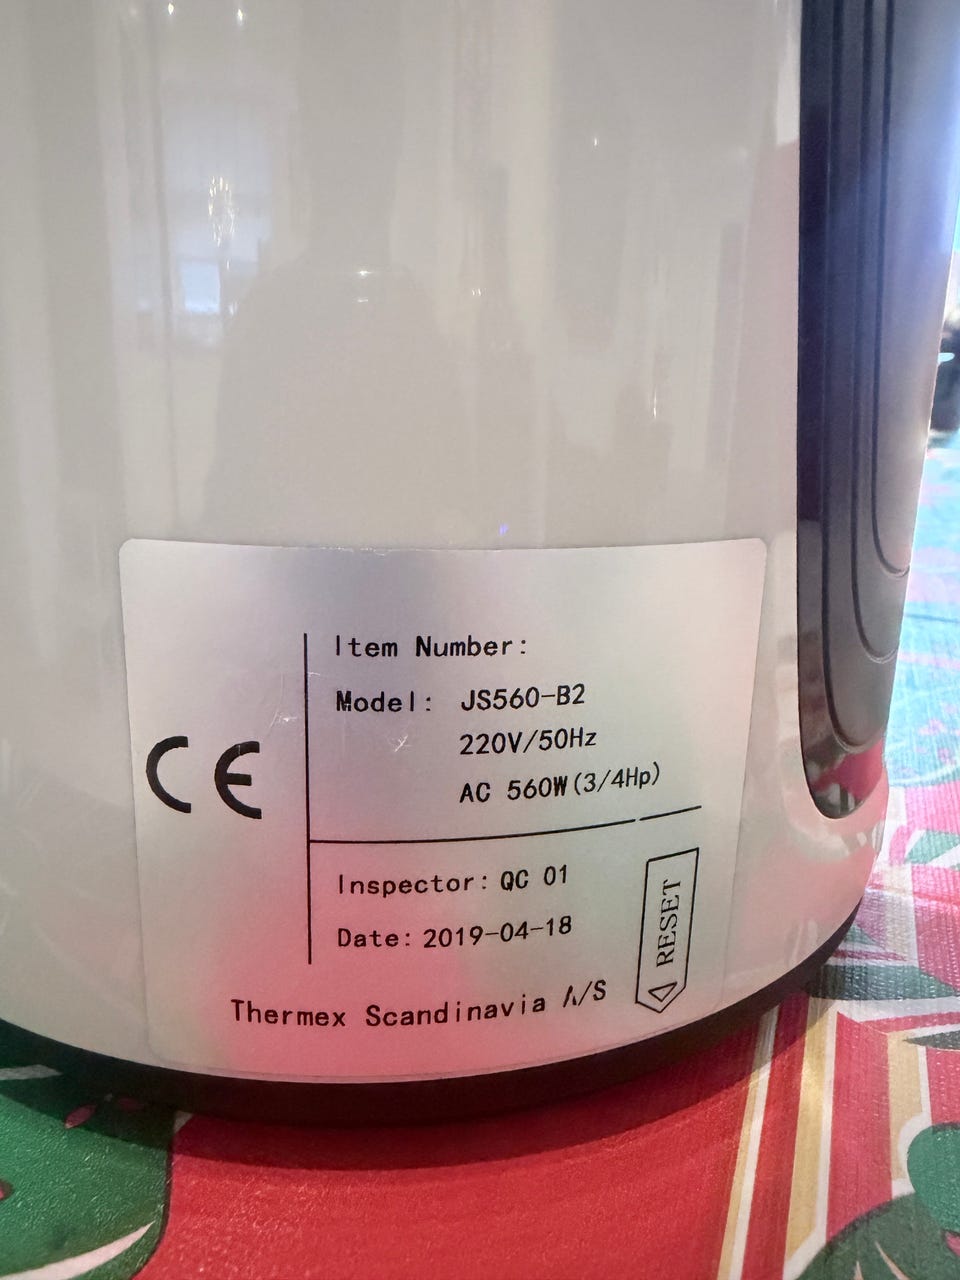 CE
Item Number:
Model: JS560-B2
220V/50Hz
AC 560W(3/4Hp)
Inspector: QC 01
Date: 2019-04-18
RESET
Thermex Scandinavia A/S